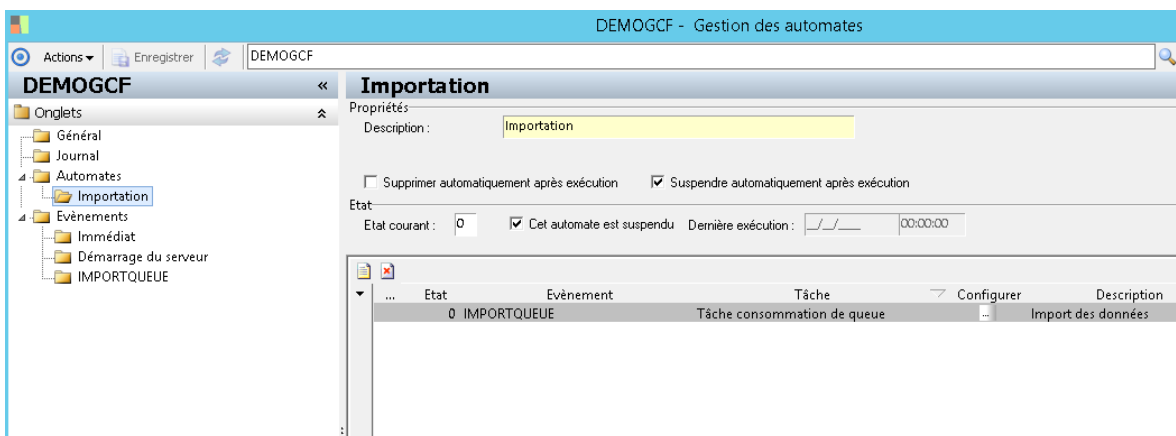 DEMOGCF - Gestion des automates
Actions Enregistrer DEMOGCF
DEMOGCF «
Onglets
Général
Journal
Automates
Importation
Evènements
Immédiat
Démarrage du serveur
IMPORTQUEUE
Importation
Propriétés
Description : Importation
Supprimer automatiquement après exécution Suspendre automatiquement après exécution
Etat
Etat courant : 0 Cet automate est suspendu Dernière exécution : __/__/____ 00:00:00
... Etat Evènement Tâche Configurer Description
0 IMPORTQUEUE Tâche consommation de queue ... Import des données